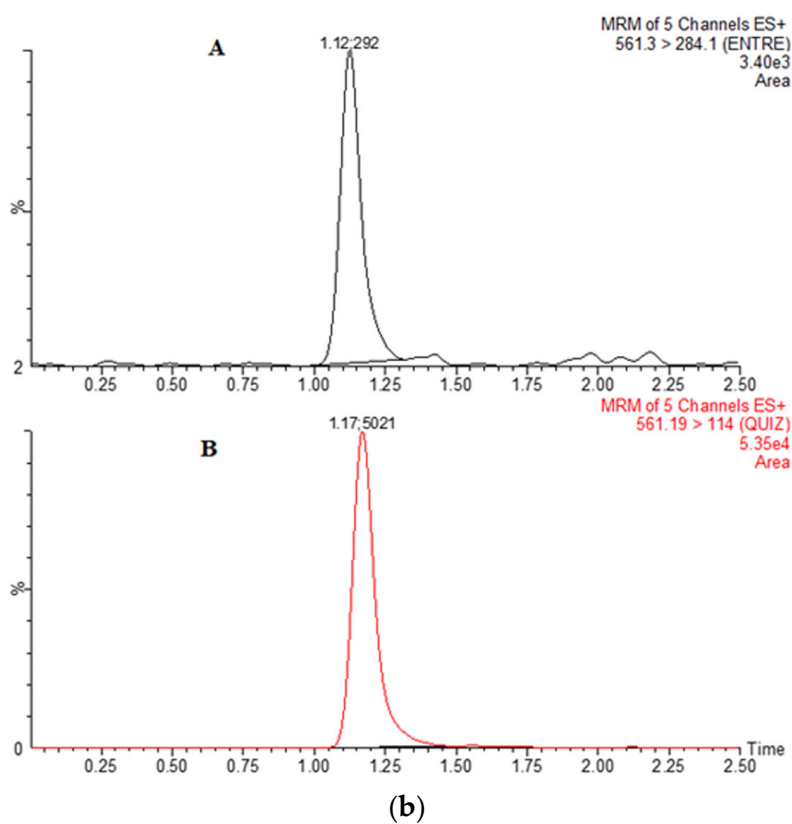 MRM of 5 Channels ES+
561.3 > 284.1 (ENTRE)
3.40e3
Area
A
1.12;292
%
2
0.25 0.50 0.75 1.00 1.25 1.50 1.75 2.00 2.25 2.50
MRM of 5 Channels ES+
561.19 > 114 (QUIZ)
5.35e4
Area
B
1.17;5021
%
0
Time
0.25 0.50 0.75 1.00 1.25 1.50 1.75 2.00 2.25 2.50
(b)